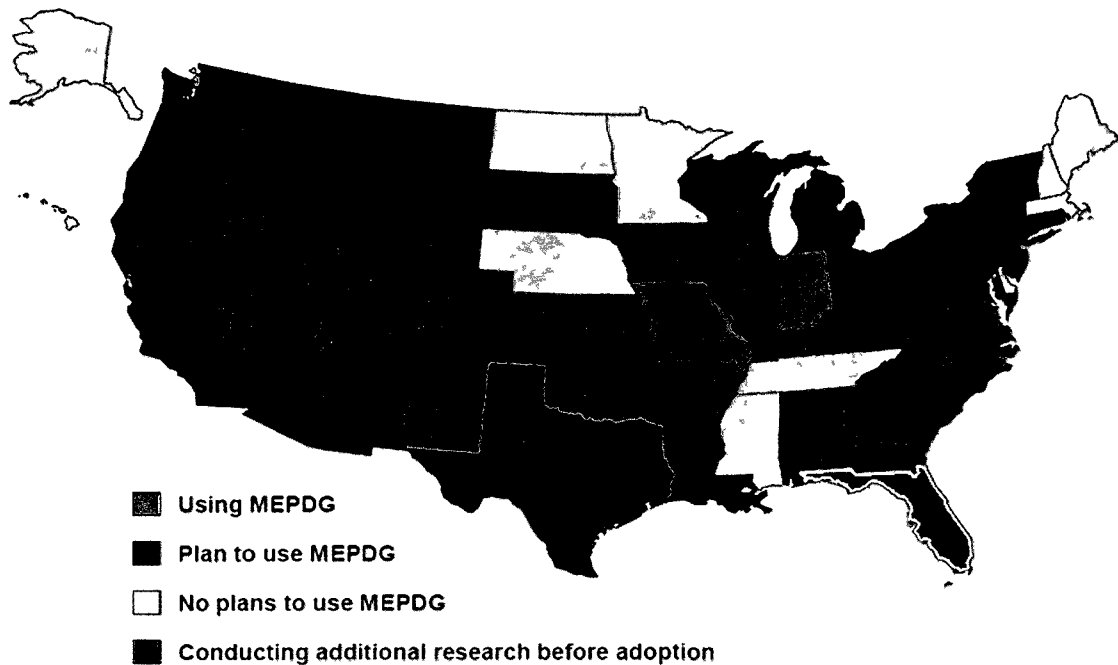 Using MEPDG
Plan to use MEPDG
No plans to use MEPDG
Conducting additional research before adoption